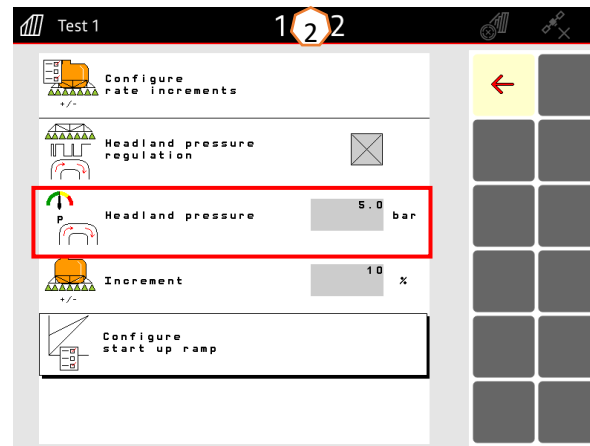 Test 1
1 2 2
Configure
rate increments
+/-
Headland pressure
regulation
P
Headland pressure
5.0
bar
Increment
10
%
+/-
Configure
start up ramp